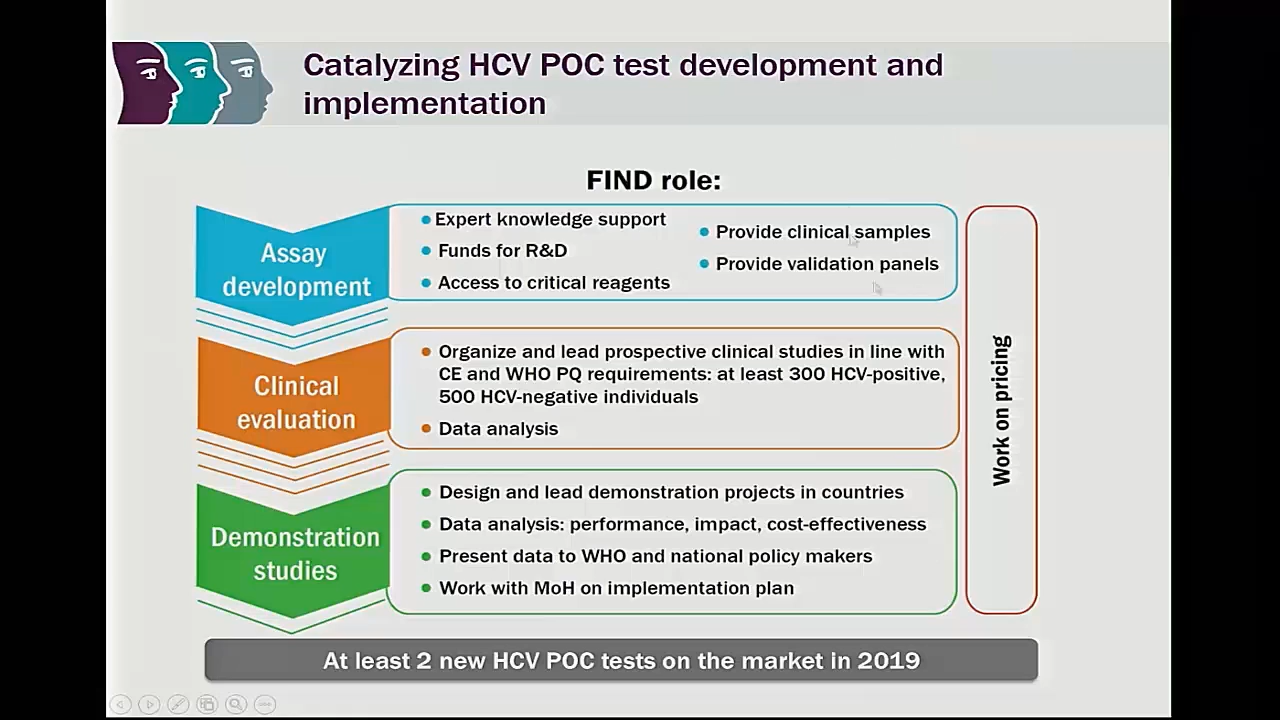 Catalyzing HCV POC test development and
implementation
FIND role:
Assay
development
Expert knowledge support
Funds for R&D
Access to critical reagents
Provide clinical samples
Provide validation panels
Clinical
evaluation
Organize and lead prospective clinical studies in line with
CE and WHO PQ requirements: at least 300 HCV-positive,
500 HCV-negative individuals
Data analysis
Demonstration
studies
Design and lead demonstration projects in countries
Data analysis: performance, impact, cost-effectiveness
Present data to WHO and national policy makers
Work with MoH on implementation plan
Work on pricing
At least 2 new HCV POC tests on the market in 2019